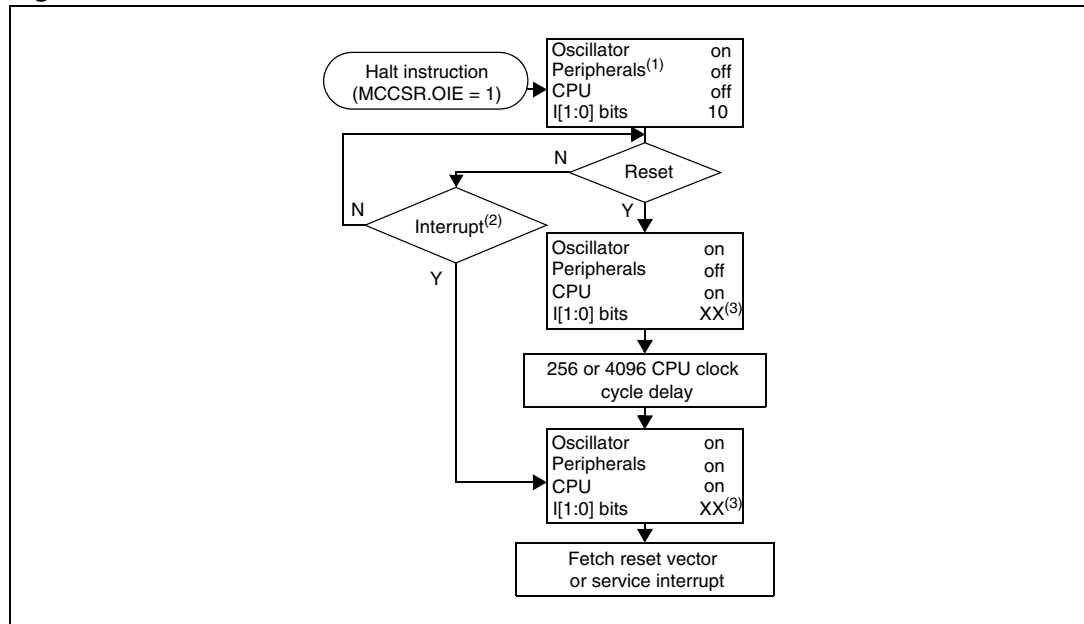 Halt instruction
(MCCSR.OIE = 1)
Oscillator on
Peripherals(1) off
CPU off
I[1:0] bits 10
N
Reset
Y
N
Interrupt(2)
Y
Oscillator on
Peripherals off
CPU on
I[1:0] bits XX(3)
256 or 4096 CPU clock
cycle delay
Oscillator on
Peripherals on
CPU on
I[1:0] bits XX(3)
Fetch reset vector
or service interrupt